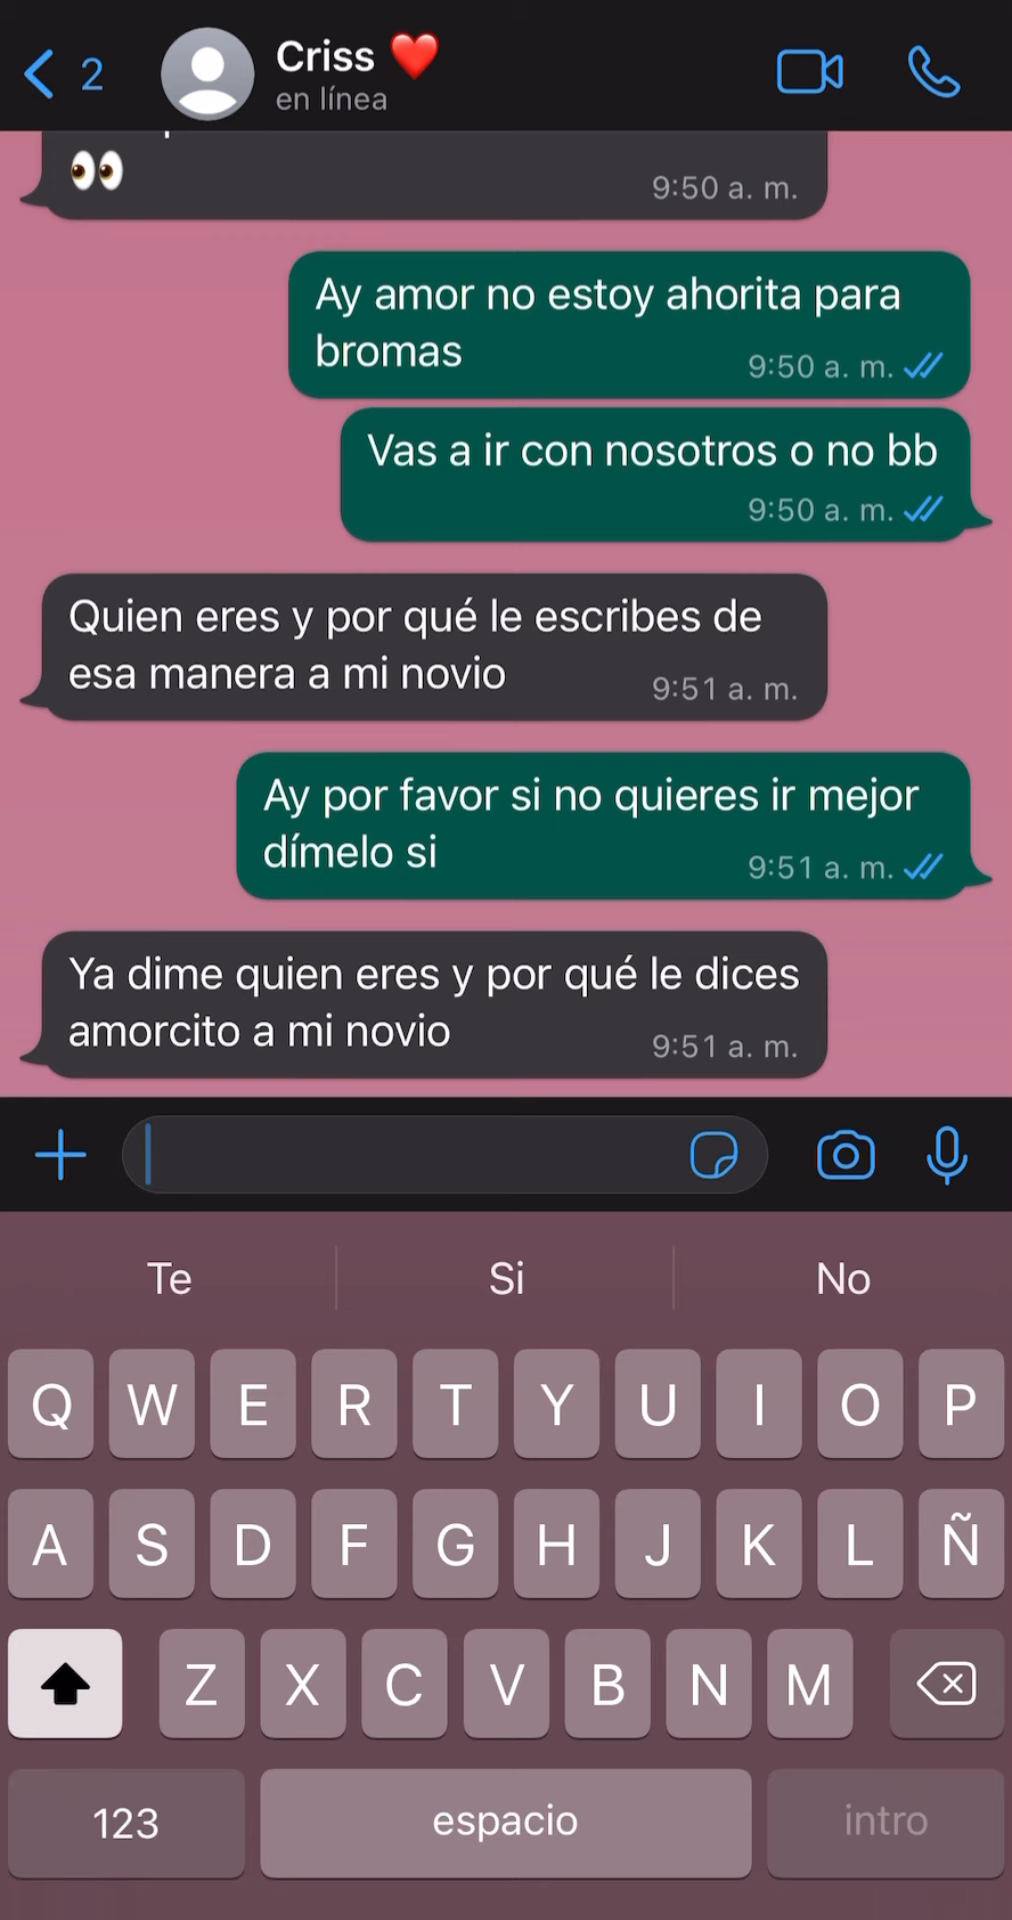 2
Criss ❤️
en línea
👀
9:50 a. m.
Ay amor no estoy ahorita para
bromas
9:50 a. m.
Vas a ir con nosotros o no bb
9:50 a. m.
Quien eres y por qué le escribes de
esa manera a mi novio
9:51 a. m.
Ay por favor si no quieres ir mejor
dímelo si
9:51 a. m.
Ya dime quien eres y por qué le dices
amorcito a mi novio
9:51 a. m.
Te Si No
Q W E R T Y U I O P
A S D F G H J K L Ñ
Z X C V B N M
123 espacio intro